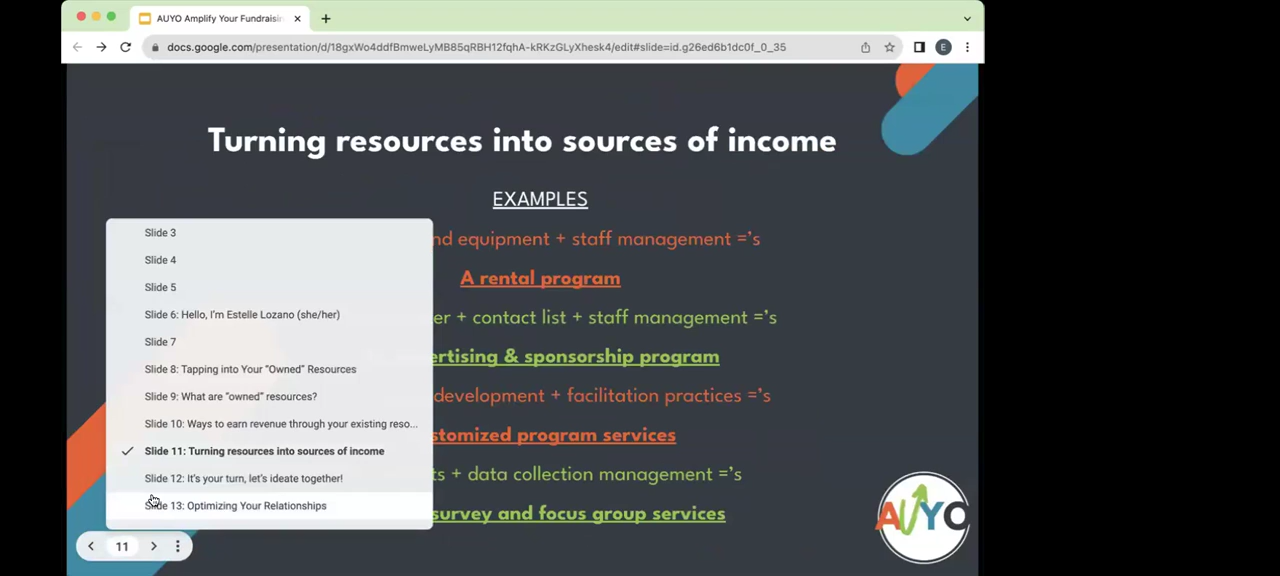 AUYO Amplify Your Fundraisin
docs.google.com/presentation/d/18gxWo4ddfBmweLyMB85qRBH12fqhA-kRKzGLyXhesk4/edit#slide=id.g26ed6b1dc0f_0_35
E
Turning resources into sources of income
EXAMPLES
nd equipment + staff management ='s
A rental program
er + contact list + staff management ='s
ertising & sponsorship program
development + facilitation practices ='s
stomized program services
ts + data collection management ='s
survey and focus group services
Slide 3
Slide 4
Slide 5
Slide 6: Hello, I'm Estelle Lozano (she/her)
Slide 7
Slide 8: Tapping into Your "Owned" Resources
Slide 9: What are "owned" resources?
Slide 10: Ways to earn revenue through your existing reso...
Slide 11: Turning resources into sources of income
Slide 12: It's your turn, let's ideate together!
Slide 13: Optimizing Your Relationships
11
AUYO